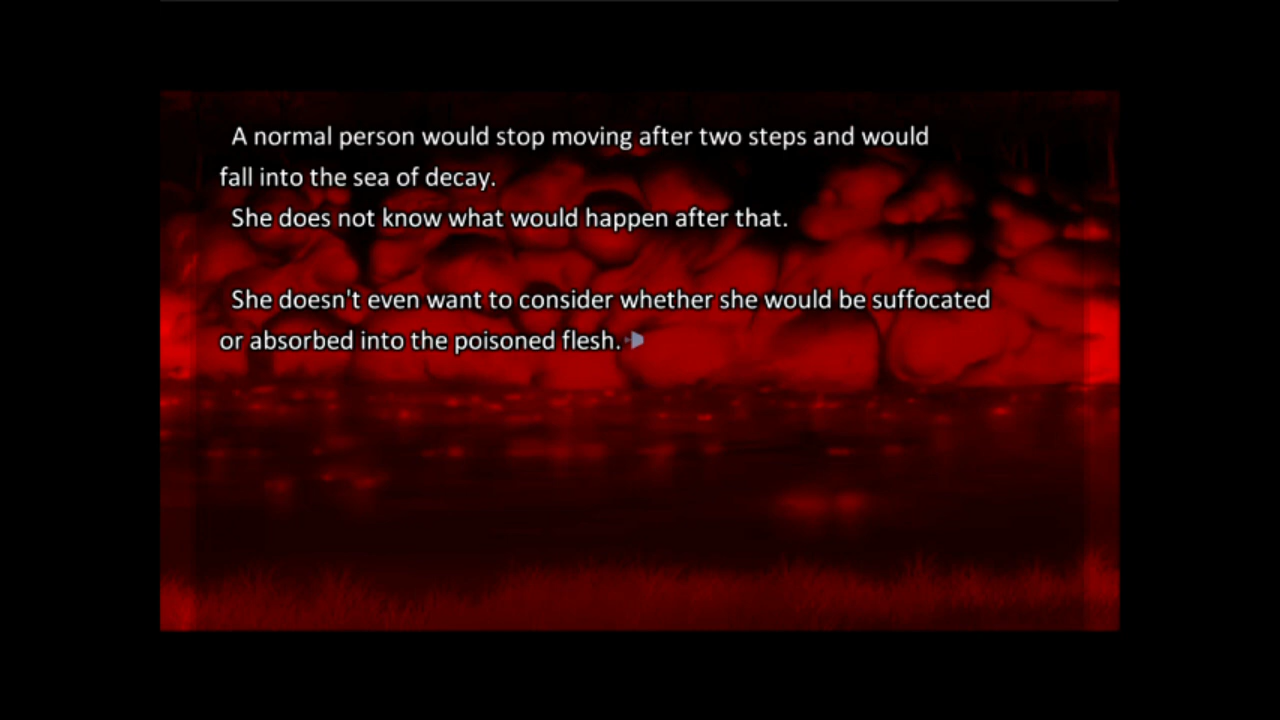 A normal person would stop moving after two steps and would
fall into the sea of decay.
She does not know what would happen after that.
She doesn't even want to consider whether she would be suffocated
or absorbed into the poisoned flesh.